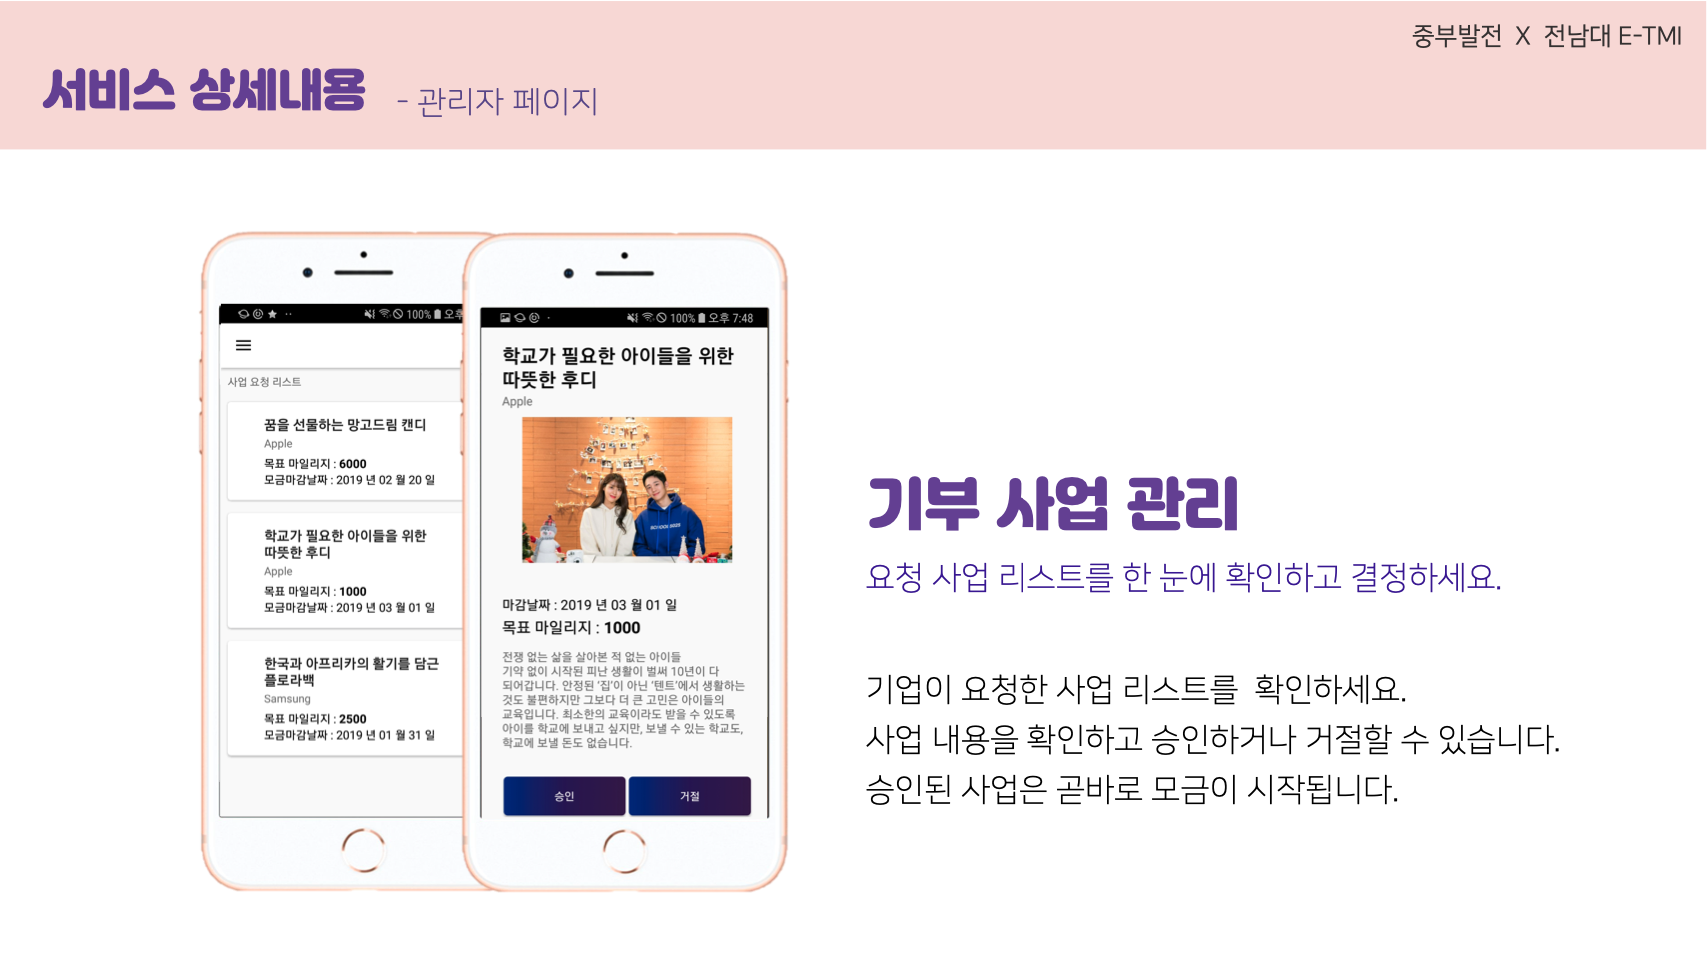 중부발전 X 전남대 E-TMI
서비스 상세내용 - 관리자 페이지
100% 오후
사업 요청 리스트
꿈을 선물하는 망고드림 캔디
Apple
목표 마일리지 : 6000
모금마감날짜 : 2019 년 02 월 20 일
학교가 필요한 아이들을 위한
따뜻한 후디
Apple
목표 마일리지 : 1000
모금마감날짜 : 2019 년 03 월 01 일
한국과 아프리카의 활기를 담근
플로라백
Samsung
목표 마일리지 : 2500
모금마감날짜 : 2019 년 01 월 31 일
100% 오후 7:48
학교가 필요한 아이들을 위한
따뜻한 후디
Apple
마감날짜 : 2019 년 03 월 01 일
목표 마일리지 : 1000
전쟁 없는 삶을 살아본 적 없는 아이들
기약 없이 시작된 피난 생활이 벌써 10년이 다
되어갑니다. 안정된 '집'이 아닌 '텐트'에서 생활하는
것도 불편하지만 그보다 더 큰 고민은 아이들의
교육입니다. 최소한의 교육이라도 받을 수 있도록
아이를 학교에 보내고 싶지만, 보낼 수 있는 학교도,
학교에 보낼 돈도 없습니다.
승인 거절
기부 사업 관리
요청 사업 리스트를 한 눈에 확인하고 결정하세요.
기업이 요청한 사업 리스트를 확인하세요.
사업 내용을 확인하고 승인하거나 거절할 수 있습니다.
승인된 사업은 곧바로 모금이 시작됩니다.